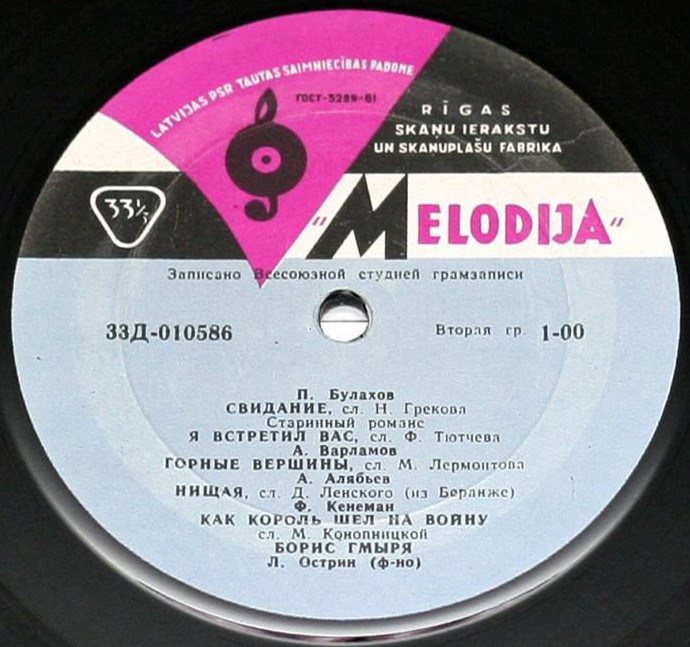 LATVIJAS PSR TAUTAS SAIMNIECĪBAS PADOME
ГОСТ-5289-61
RĪGAS
SKAŅU IERAKSTU
UN SKAŅUPLAŠU FABRIKA
33⅓
"MELODIJA"
Записано Всесоюзной студией грамзаписи
33Д-010586
Вторая гр. 1-00
П. Булахов
СВИДАНИЕ, сл. Н. Грекова
Старинный романс
Я ВСТРЕТИЛ ВАС, сл. Ф. Тютчева
А. Варламов
ГОРНЫЕ ВЕРШИНЫ, сл. М. Лермонтова
А. Алябьев
НИЩАЯ, сл. Д. Ленского (из Беранже)
Ф. Кенеман
КАК КОРОЛЬ ШЕЛ НА ВОЙНУ
сл. М. Конопницкой
БОРИС ГМЫРЯ
Л. Острин (ф-но)